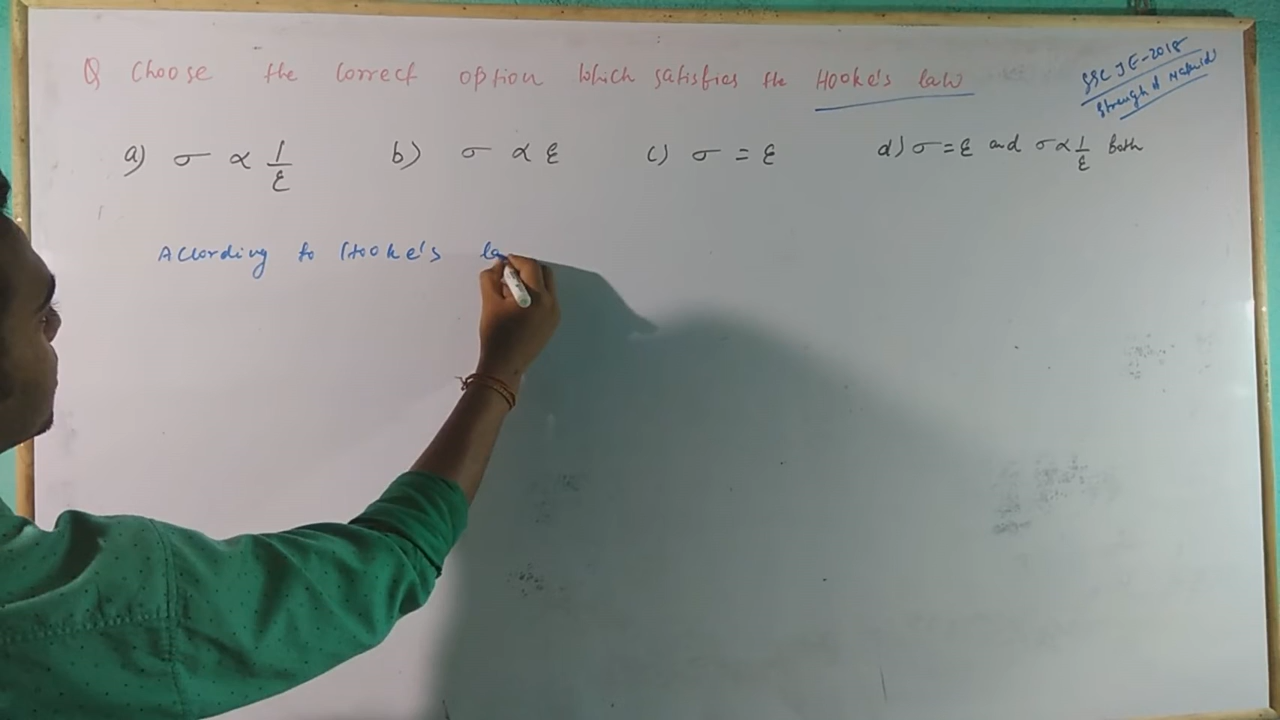 Q Choose the Correct option Which satisfies the Hooke's law
SSC JE-2018
Strength of Material
a) σ ∝ 1/ε b) σ ∝ ε c) σ = ε d) σ = ε and σ ∝ 1/ε Both
According to Hooke's la